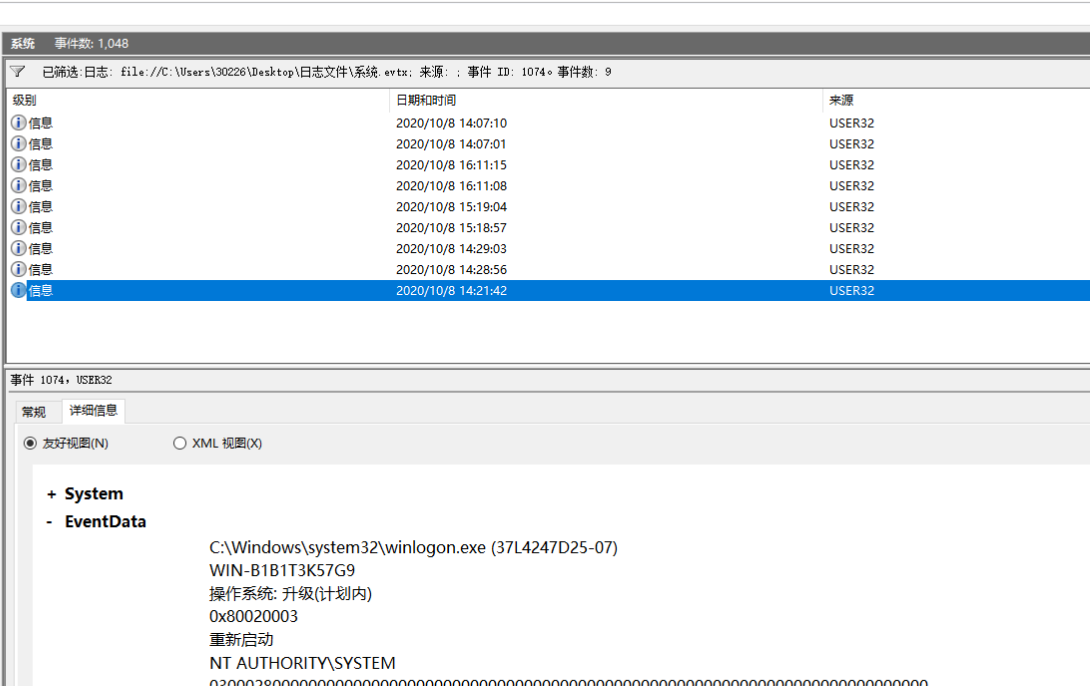 系统 事件数: 1,048
已筛选:日志: file://C:\Users\30226\Desktop\日志文件\系统.evtx; 来源: ; 事件 ID: 1074。事件数: 9
级别 日期和时间 来源
信息 2020/10/8 14:07:10 USER32
信息 2020/10/8 14:07:01 USER32
信息 2020/10/8 16:11:15 USER32
信息 2020/10/8 16:11:08 USER32
信息 2020/10/8 15:19:04 USER32
信息 2020/10/8 15:18:57 USER32
信息 2020/10/8 14:29:03 USER32
信息 2020/10/8 14:28:56 USER32
信息 2020/10/8 14:21:42 USER32
事件 1074，USER32
常规 详细信息
友好视图(N) XML 视图(X)
+ System
- EventData
C:\Windows\system32\winlogon.exe (37L4247D25-07)
WIN-B1B1T3K57G9
操作系统: 升级(计划内)
0x80020003
重新启动
NT AUTHORITY\SYSTEM